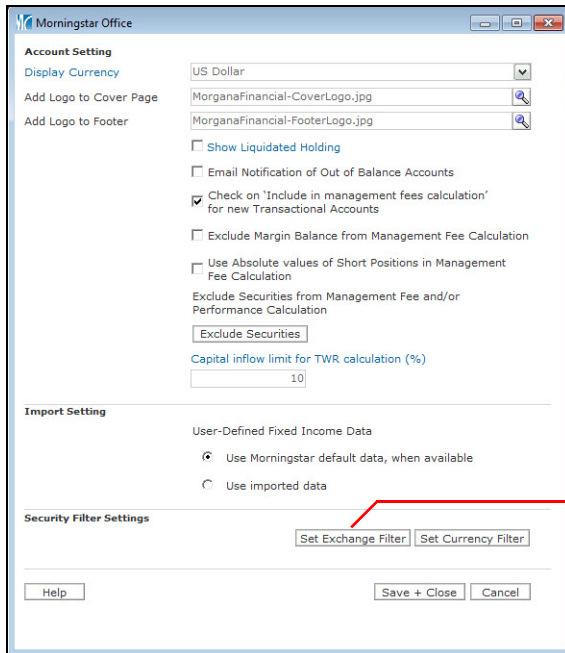 Morningstar Office
Account Setting
Display Currency
US Dollar
Add Logo to Cover Page
MorganaFinancial-CoverLogo.jpg
Add Logo to Footer
MorganaFinancial-FooterLogo.jpg
Show Liquidated Holding
Email Notification of Out of Balance Accounts
Check on 'Include in management fees calculation'
for new Transactional Accounts
Exclude Margin Balance from Management Fee Calculation
Use Absolute values of Short Positions in Management
Fee Calculation
Exclude Securities from Management Fee and/or
Performance Calculation
Exclude Securities
Capital inflow limit for TWR calculation (%)
10
Import Setting
User-Defined Fixed Income Data
Use Morningstar default data, when available
Use imported data
Security Filter Settings
Set Exchange Filter
Set Currency Filter
Help
Save + Close
Cancel